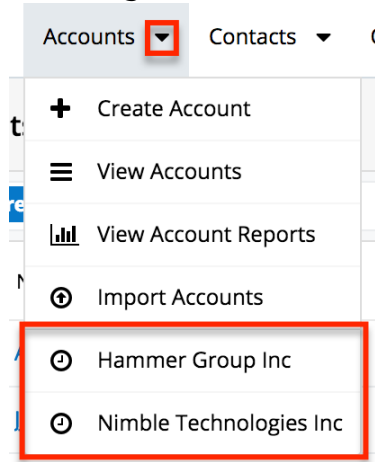 Accounts Contacts
Create Account
View Accounts
View Account Reports
Import Accounts
Hammer Group Inc
Nimble Technologies Inc